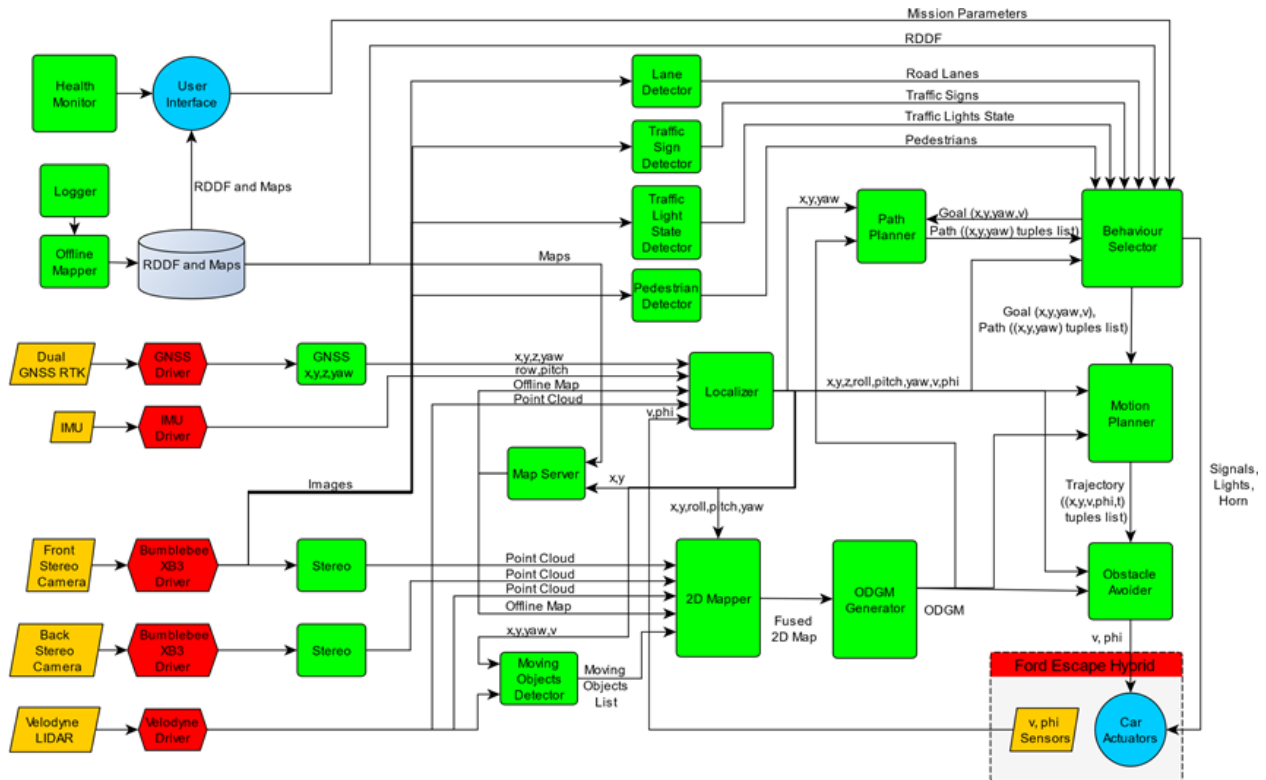 Mission Parameters
RDDF
Health
Monitor
User
Interface
Lane
Detector
Road Lanes
Traffic Signs
Traffic
Sign
Detector
Traffic Lights State
Pedestrians
Logger
RDDF and Maps
Traffic
Light
State
Detector
x,y,yaw
Path
Planner
Goal (x,y,yaw,v)
Path ((x,y,yaw) tuples list)
Behaviour
Selector
Offline
Mapper
RDDF and Maps
Maps
Pedestrian
Detector
Goal (x,y,yaw,v),
Path ((x,y,yaw) tuples list)
Dual
GNSS RTK
GNSS
Driver
GNSS
x,y,z,yaw
x,y,z,yaw
row,pitch
Offline Map
Point Cloud
v,phi
Localizer
x,y,z,roll,pitch,yaw,v,phi
Motion
Planner
IMU
IMU
Driver
Images
Map Server
x,y
x,y,roll,pitch,yaw
Trajectory
((x,y,v,phi,t)
tuples list)
Signals,
Lights,
Horn
Front
Stereo
Camera
Bumblebee
XB3
Driver
Stereo
Point Cloud
Point Cloud
Point Cloud
Offline Map
2D Mapper
Fused
2D Map
ODGM
Generator
ODGM
Obstacle
Avoider
Back
Stereo
Camera
Bumblebee
XB3
Driver
Stereo
x,y,yaw,v
Moving
Objects
Detector
Moving
Objects
List
v, phi
Ford Escape Hybrid
Velodyne
LIDAR
Velodyne
Driver
v, phi
Sensors
Car
Actuators